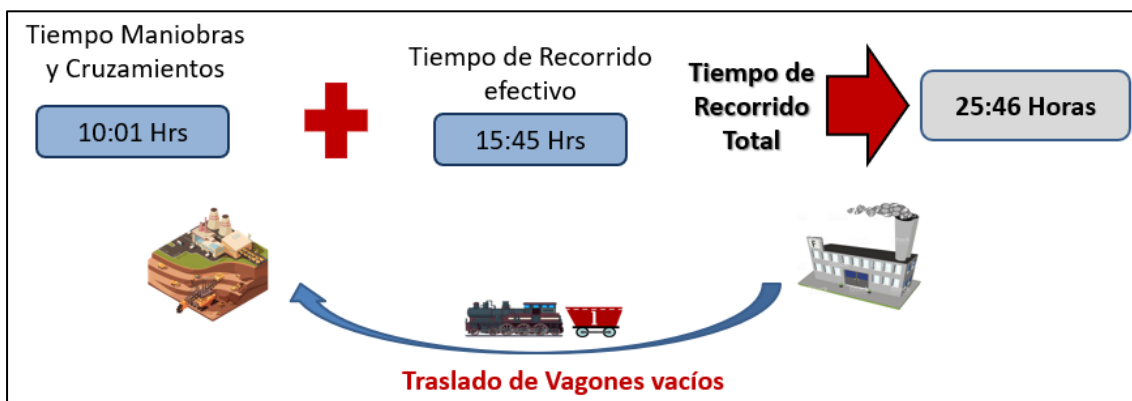 Tiempo Maniobras
y Cruzamientos
10:01 Hrs
Tiempo de Recorrido
efectivo
15:45 Hrs
Tiempo de
Recorrido
Total
25:46 Horas
Traslado de Vagones vacíos